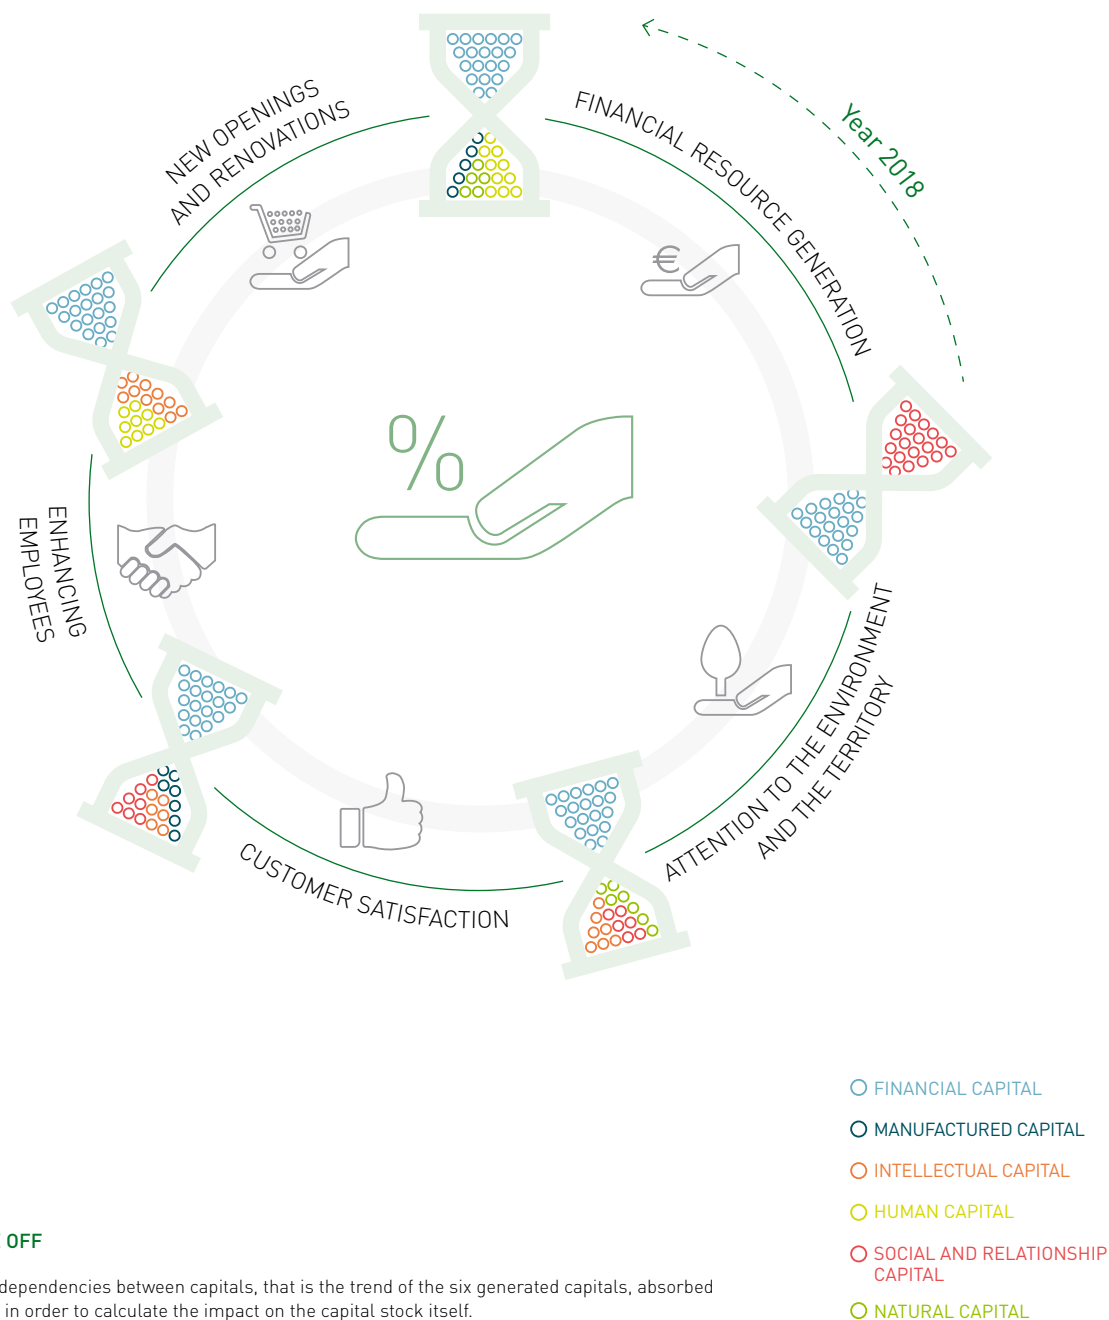 NEW OPENINGS
AND RENOVATIONS
FINANCIAL RESOURCE GENERATION
Year 2018
€
%
ENHANCING
EMPLOYEES
ATTENTION TO THE ENVIRONMENT
AND THE TERRITORY
CUSTOMER SATISFACTION
FINANCIAL CAPITAL
MANUFACTURED CAPITAL
INTELLECTUAL CAPITAL
HUMAN CAPITAL
SOCIAL AND RELATIONSHIP
CAPITAL
NATURAL CAPITAL
OFF
dependencies between capitals, that is the trend of the six generated capitals, absorbed
in order to calculate the impact on the capital stock itself.